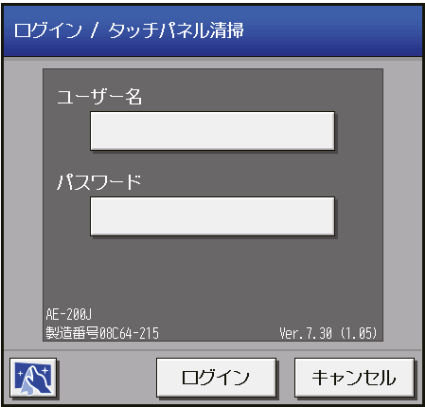 ログイン / タッチパネル清掃
ユーザー名
パスワード
AE-200J
製造番号08C64-215
Ver.7.30 (1.05)
ログイン
キャンセル